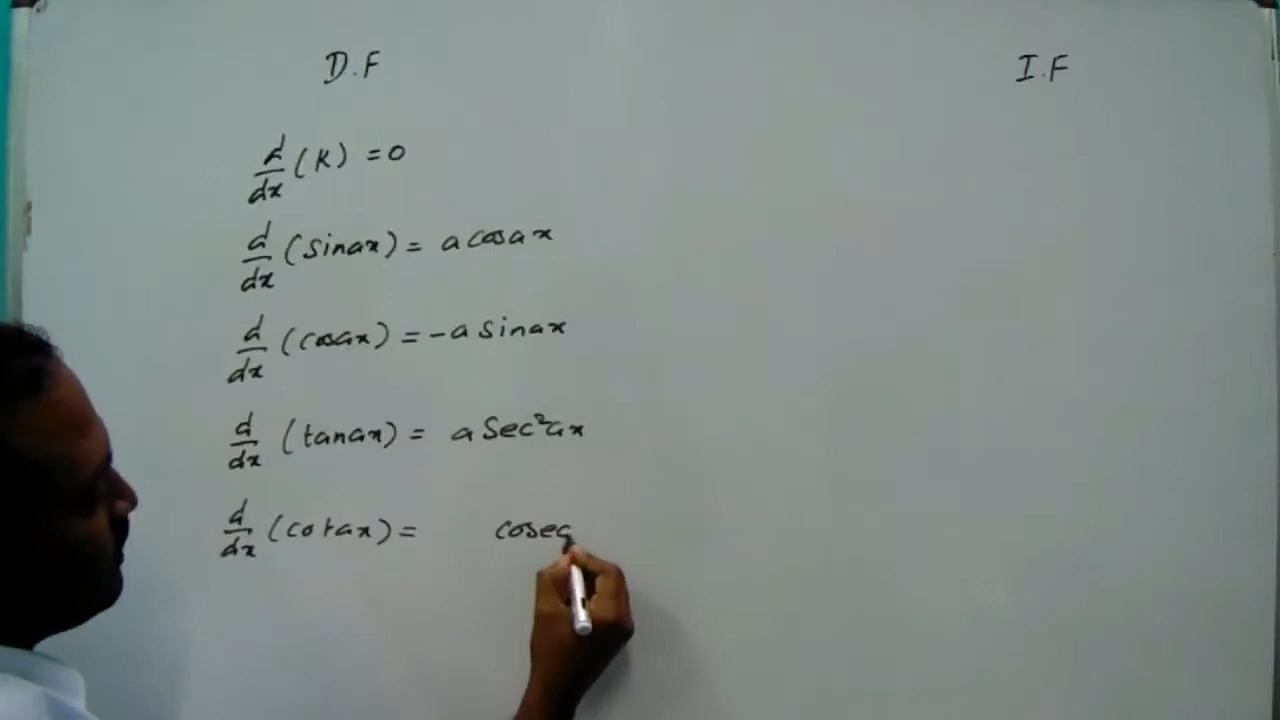 D.F
I.F
d/dx (K) = 0
d/dx (sinax) = a cosax
d/dx (cosax) = -a sinax
d/dx (tanax) = a Sec²ax
d/dx (cotax) = cosec